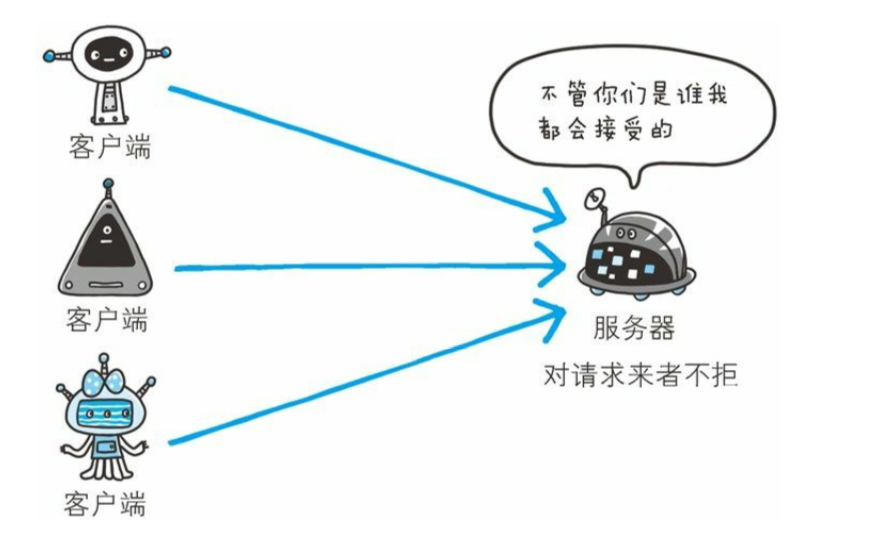 客户端
不管你们是谁我
都会接受的
客户端
服务器
对请求来者不拒
客户端